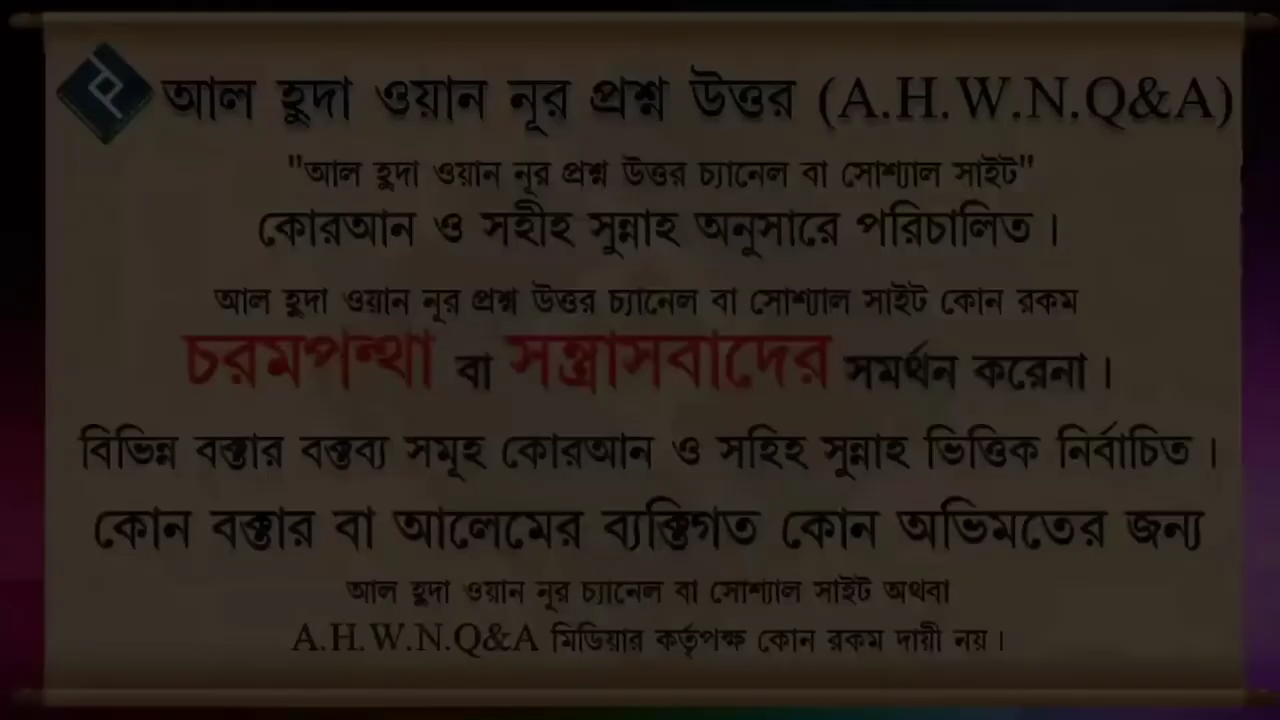 আল হুদা ওয়ান নূর প্রশ্ন উত্তর (A.H.W.N.Q&A)
"আল হুদা ওয়ান নূর প্রশ্ন উত্তর চ্যানেল বা সোশ্যাল সাইট"
কোরআন ও সহীহ সুন্নাহ অনুসারে পরিচালিত।
আল হুদা ওয়ান নূর প্রশ্ন উত্তর চ্যানেল বা সোশ্যাল সাইট কোন রকম
চরমপন্থা বা সন্ত্রাসবাদের সমর্থন করেনা।
বিভিন্ন বক্তার বক্তব্য সমূহ কোরআন ও সহিহ সুন্নাহ ভিত্তিক নির্বাচিত।
কোন বক্তার বা আলেমের ব্যক্তিগত কোন অভিমতের জন্য
আল হুদা ওয়ান নূর চ্যানেল বা সোশ্যাল সাইট অথবা
A.H.W.N.Q&A মিডিয়ার কর্তৃপক্ষ কোন রকম দায়ী নয়।